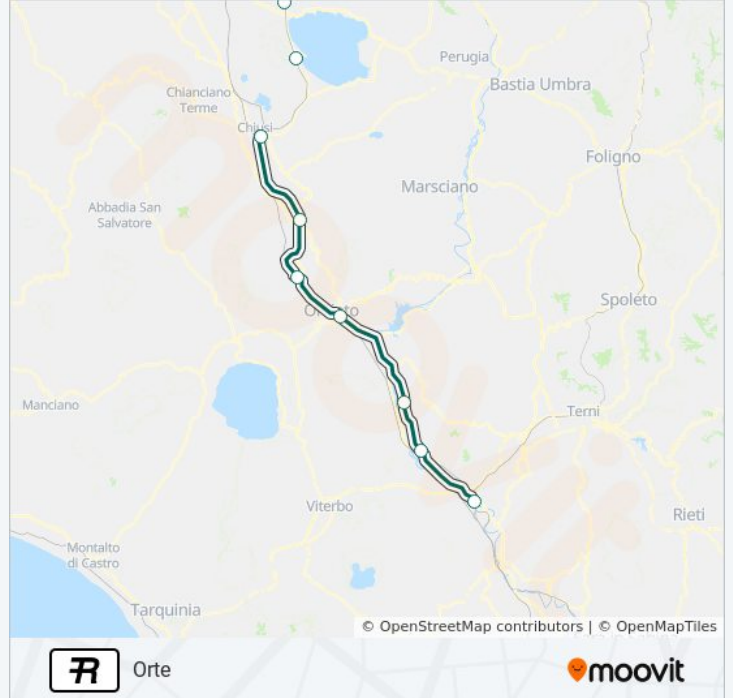 Perugia
Bastia Umbra
Chianciano
Terme
Chiusi
Foligno
Marsciano
Abbadia San
Salvatore
Spoleto
Orvieto
Manciano
Terni
Viterbo
Rieti
Montalto
di Castro
Tarquinia
© OpenStreetMap contributors | © OpenMapTiles
R Orte
moovit